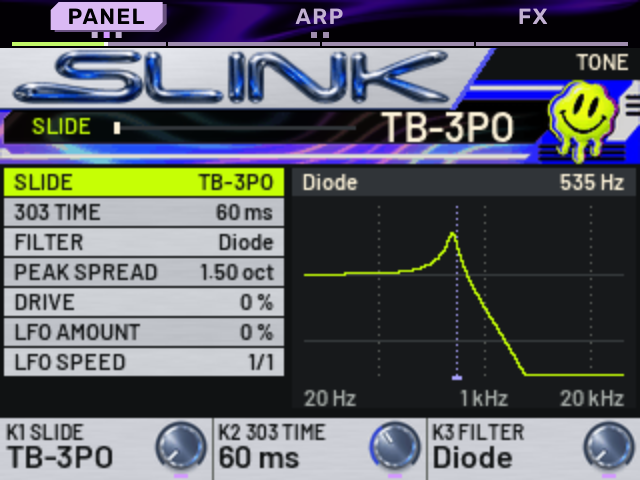 PANEL ARP FX
SLINK TONE
SLIDE TB-3PO
SLIDE TB-3PO
303 TIME 60 ms
FILTER Diode
PEAK SPREAD 1.50 oct
DRIVE 0 %
LFO AMOUNT 0 %
LFO SPEED 1/1
Diode 535 Hz
20 Hz 1 kHz 20 kHz
K1 SLIDE
TB-3PO
K2 303 TIME
60 ms
K3 FILTER
Diode